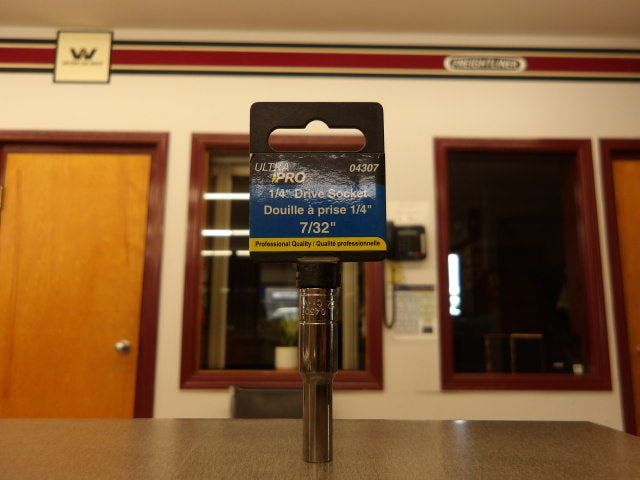 W
FREIGHTLINER
ULTRA
PRO
04307
1/4" Drive Socket
Douille à prise 1/4"
7/32"
Professional Quality / Qualité professionnelle